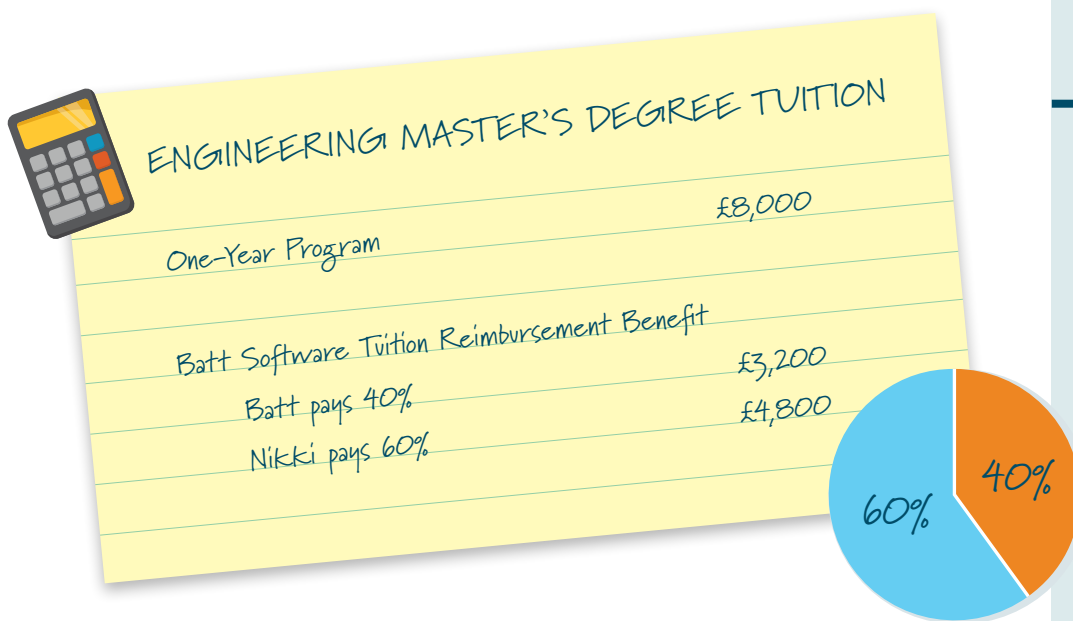 ENGINEERING MASTER'S DEGREE TUITION
One-Year Program £8,000
Batt Software Tuition Reimbursement Benefit
Batt pays 40% £3,200
Nikki pays 60% £4,800
60%
40%